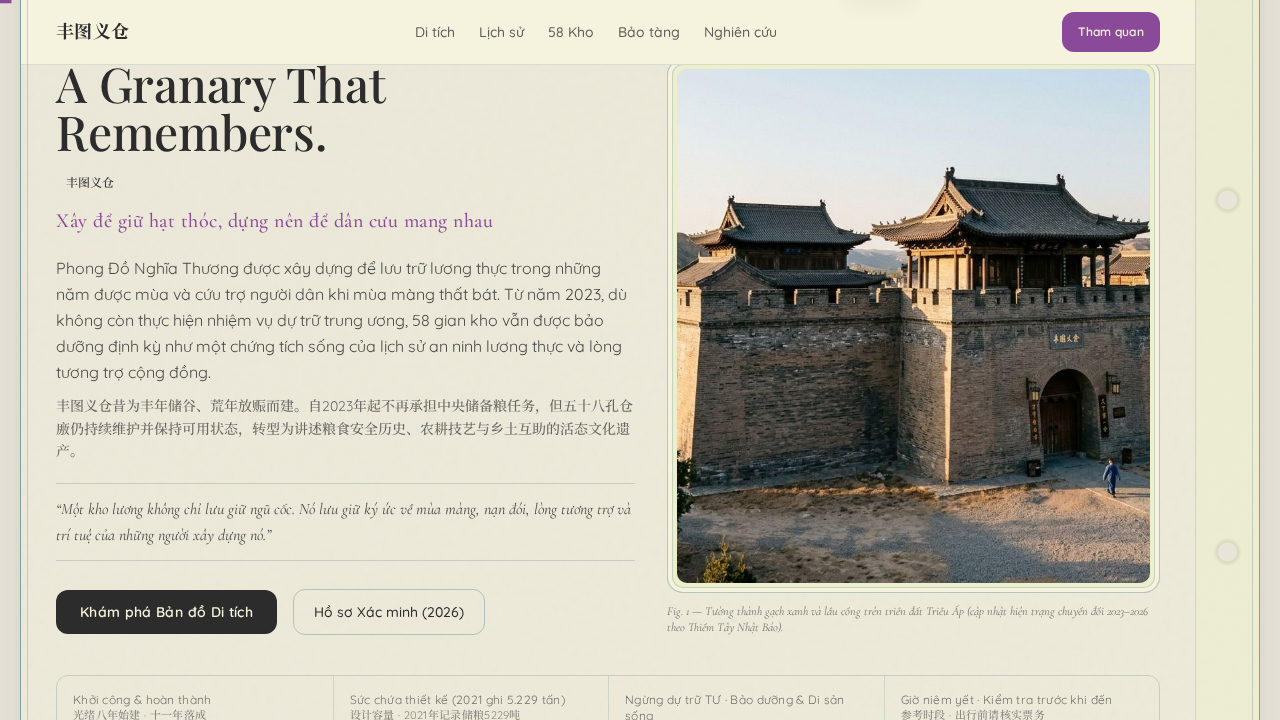 丰图义仓
Di tích
Lịch sử
58 Kho
Bảo tàng
Nghiên cứu
Tham quan
A Granary That
Remembers.
丰图义仓
Xây để giữ hạt thóc, dựng nên để dân cưu mang nhau
Phong Đồ Nghĩa Thương được xây dựng để lưu trữ lương thực trong những
năm được mùa và cứu trợ người dân khi mùa màng thất bát. Từ năm 2023, dù
không còn thực hiện nhiệm vụ dự trữ trung ương, 58 gian kho vẫn được bảo
dưỡng định kỳ như một chứng tích sống của lịch sử an ninh lương thực và lòng
tương trợ cộng đồng.
丰图义仓昔为丰年储谷、荒年放赈而建。自2023年起不再承担中央储备粮任务，但五十八孔仓
廒仍持续维护并保持可用状态，转型为讲述粮食安全历史、农耕技艺与乡土互助的活态文化遗
产。
“Một kho lương không chỉ lưu giữ ngũ cốc. Nó lưu giữ ký ức về mùa màng, nạn đói, lòng tương trợ và
trí tuệ của những người xây dựng nó.”
Khám phá Bản đồ Di tích
Hồ sơ Xác minh (2026)
丰图义仓
Fig. 1 — Tường thành gạch xanh và lầu cổng trên triền đất Triều Ấp (cập nhật hiện trạng chuyển đổi 2023–2026
theo Thiểm Tây Nhật Báo).
Khởi công & hoàn thành
光绪八年始建 · 十一年落成
Sức chứa thiết kế (2021 ghi 5.229 tấn)
设计容量 · 2021年记录储粮5229吨
Ngừng dự trữ TƯ · Bảo dưỡng & Di sản
sống
Giờ niêm yết · Kiểm tra trước khi đến
参考时段 · 出行前请核实票务